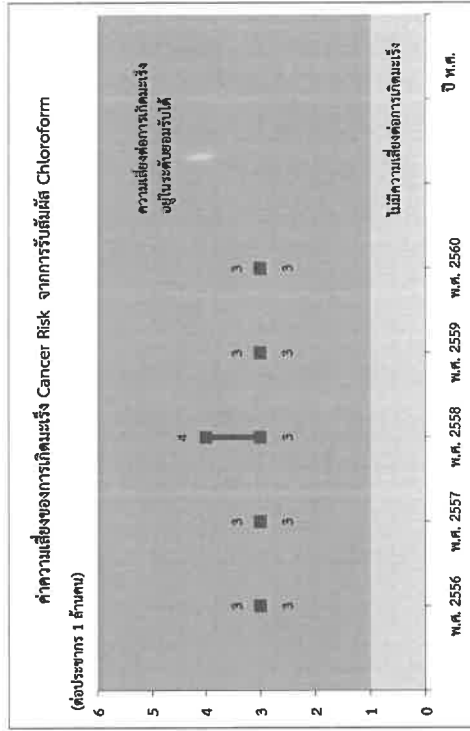 ค่าความเสี่ยงของการเกิดมะเร็ง Cancer Risk จากการรับสัมผัส Chloroform
(ต่อประชากร 1 ล้านคน)
6
5
4
3
2
1
0
ความเสี่ยงต่อการเกิดมะเร็ง
อยู่ในระดับยอมรับได้
3
3
4
3
3
3
3
3
3
3
ไม่มีความเสี่ยงต่อการเกิดมะเร็ง
พ.ศ. 2556
พ.ศ. 2557
พ.ศ. 2558
พ.ศ. 2559
พ.ศ. 2560
ปี พ.ศ.